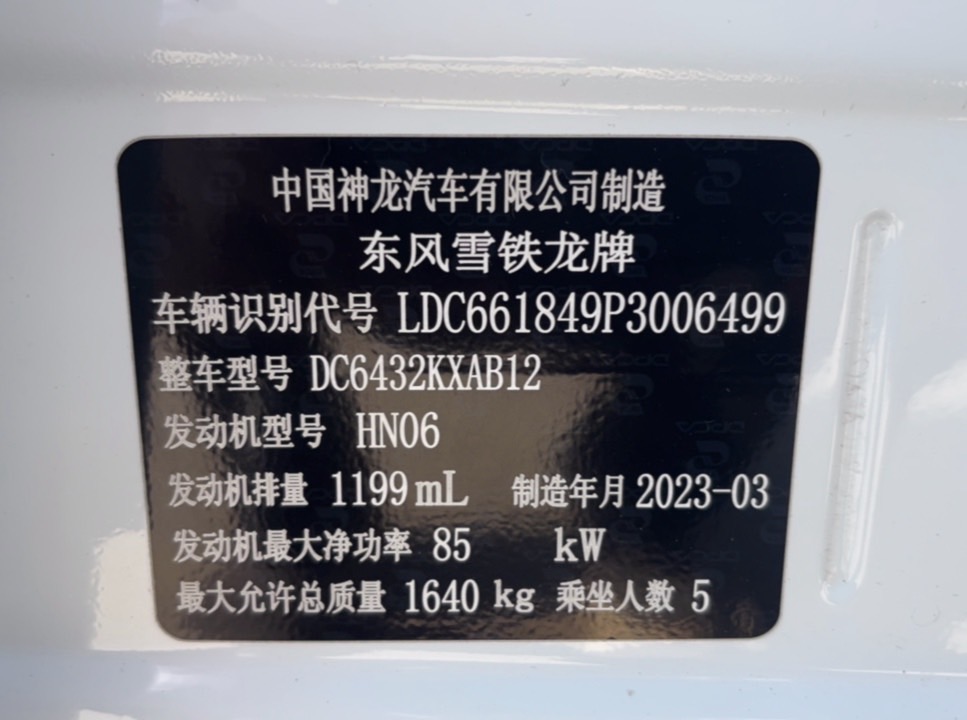 中国神龙汽车有限公司制造
东风雪铁龙牌
车辆识别代号 LDC661849P3006499
整车型号 DC6432KXAB12
发动机型号 HN06
发动机排量 1199 mL 制造年月 2023-03
发动机最大净功率 85 kW
最大允许总质量 1640 kg 乘坐人数 5